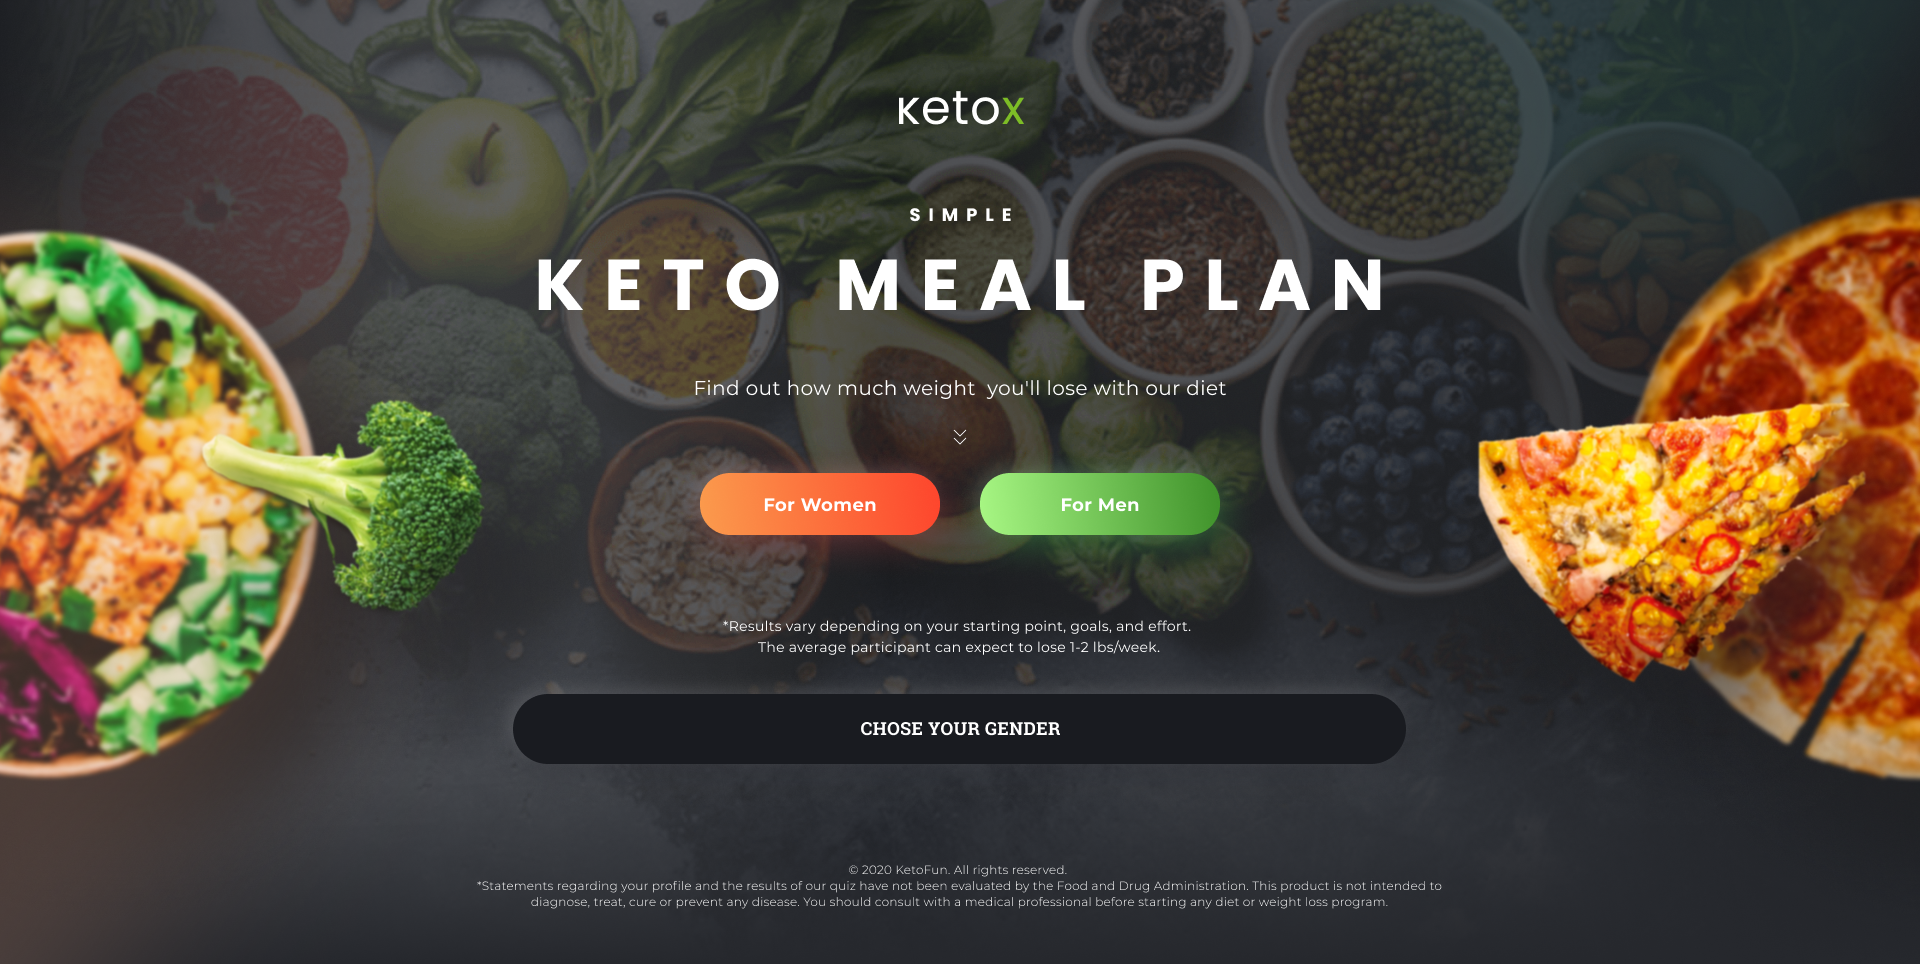 ketox
SIMPLE
KETO MEAL PLAN
Find out how much weight you'll lose with our diet
For Women
For Men
*Results vary depending on your starting point, goals, and effort.
The average participant can expect to lose 1-2 lbs/week.
CHOSE YOUR GENDER
© 2020 KetoFun. All rights reserved.
*Statements regarding your profile and the results of our quiz have not been evaluated by the Food and Drug Administration. This product is not intended to
diagnose, treat, cure or prevent any disease. You should consult with a medical professional before starting any diet or weight loss program.